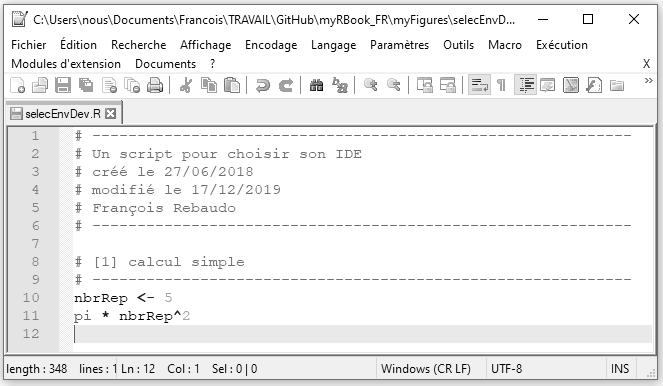 C:\Users\nous\Documents\Francois\TRAVAIL\GitHub\myRBook_FR\myFigures\selecEnvD...
Fichier Édition Recherche Affichage Encodage Langage Paramètres Outils Macro Exécution
Modules d'extension Documents ? X
selecEnvDev.R
1 # ------------------------------------------------------------
2 # Un script pour choisir son IDE
3 # créé le 27/06/2018
4 # modifié le 17/12/2019
5 # François Rebaudo
6 # ------------------------------------------------------------
7
8 # [1] calcul simple
9 # ------------------------------------------------------------
10 nbrRep <- 5
11 pi * nbrRep^2
12
length : 348 lines : 1 Ln : 12 Col : 1 Sel : 0 | 0 Windows (CR LF) UTF-8 INS